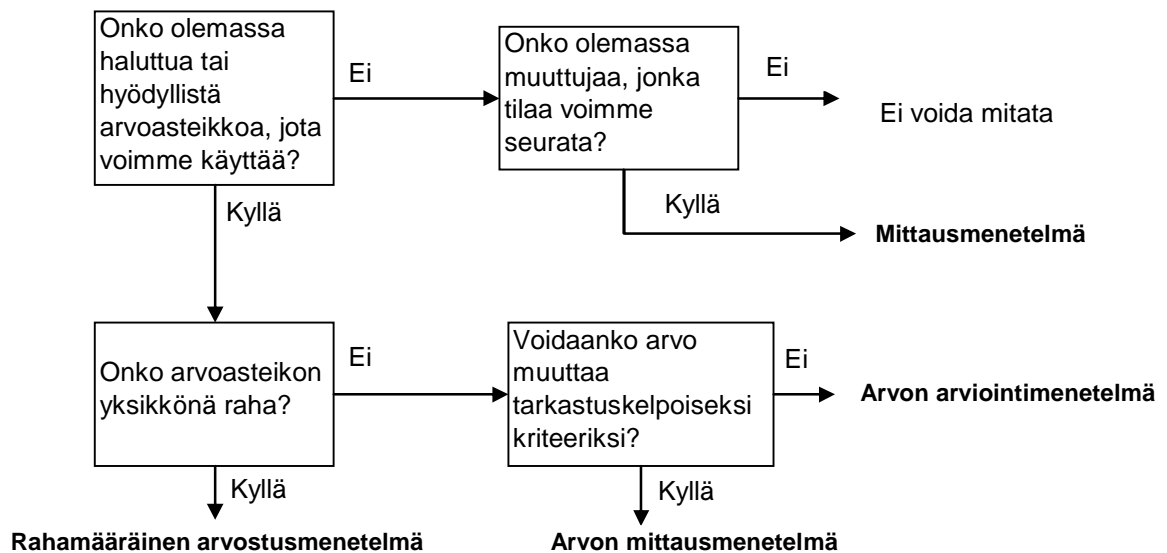 Onko olemassa
haluttua tai
hyödyllistä
arvoasteikkoa, jota
voimme käyttää?
Ei
Onko olemassa
muuttujaa, jonka
tilaa voimme
seurata?
Ei
Ei voida mitata
Kyllä
Kyllä
Mittausmenetelmä
Onko arvoasteikon
yksikkönä raha?
Ei
Voidaanko arvo
muuttaa
tarkastuskelpoiseksi
kriteeriksi?
Ei
Arvon arviointimenetelmä
Kyllä
Kyllä
Rahamääräinen arvostusmenetelmä
Arvon mittausmenetelmä